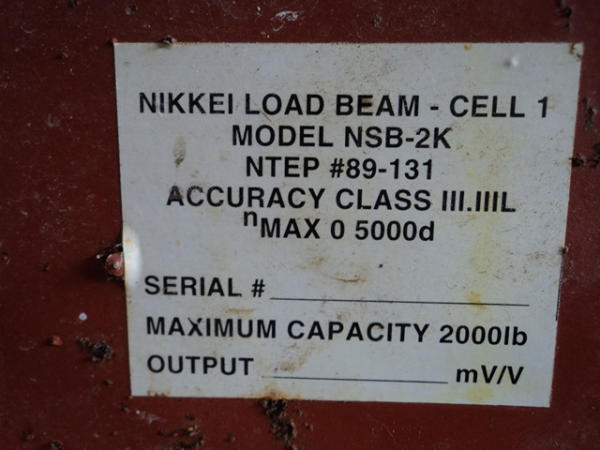 NIKKEI LOAD BEAM - CELL 1
MODEL NSB-2K
NTEP #89-131
ACCURACY CLASS III.IIIL
nMAX 0 5000d
SERIAL #
MAXIMUM CAPACITY 2000lb
OUTPUT mV/V